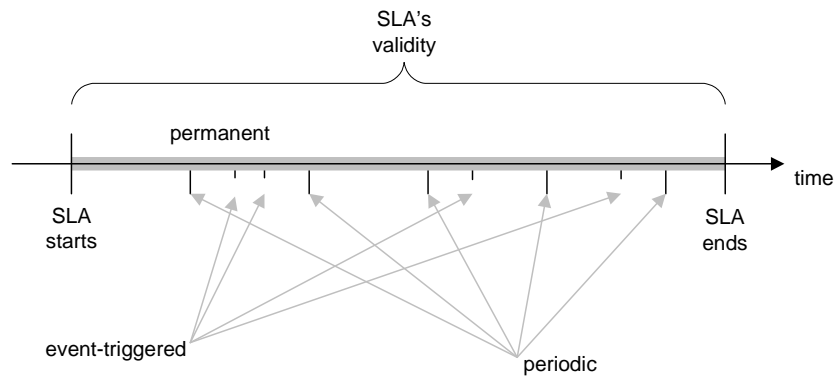 SLA's
validity
permanent
time
SLA
starts
SLA
ends
event-triggered
periodic